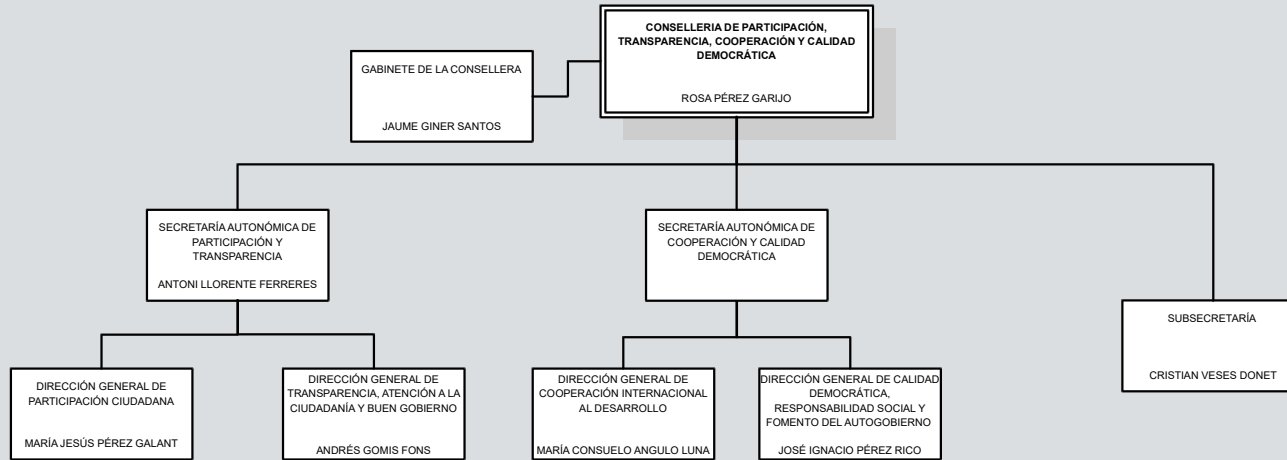 CONSELLERIA DE PARTICIPACIÓN,
TRANSPARENCIA, COOPERACIÓN Y CALIDAD
DEMOCRÁTICA
ROSA PÉREZ GARIJO
GABINETE DE LA CONSELLERA
JAUME GINER SANTOS
SECRETARÍA AUTONÓMICA DE
PARTICIPACIÓN Y
TRANSPARENCIA
ANTONI LLORENTE FERRERES
SECRETARÍA AUTONÓMICA DE
COOPERACIÓN Y CALIDAD
DEMOCRÁTICA
SUBSECRETARÍA
CRISTIAN VESES DONET
DIRECCIÓN GENERAL DE
PARTICIPACIÓN CIUDADANA
MARÍA JESÚS PÉREZ GALANT
DIRECCIÓN GENERAL DE
TRANSPARENCIA, ATENCIÓN A LA
CIUDADANÍA Y BUEN GOBIERNO
ANDRÉS GOMIS FONS
DIRECCIÓN GENERAL DE
COOPERACIÓN INTERNACIONAL
AL DESARROLLO
MARÍA CONSUELO ANGULO LUNA
DIRECCIÓN GENERAL DE CALIDAD
DEMOCRÁTICA,
RESPONSABILIDAD SOCIAL Y
FOMENTO DEL AUTOGOBIERNO
JOSÉ IGNACIO PÉREZ RICO